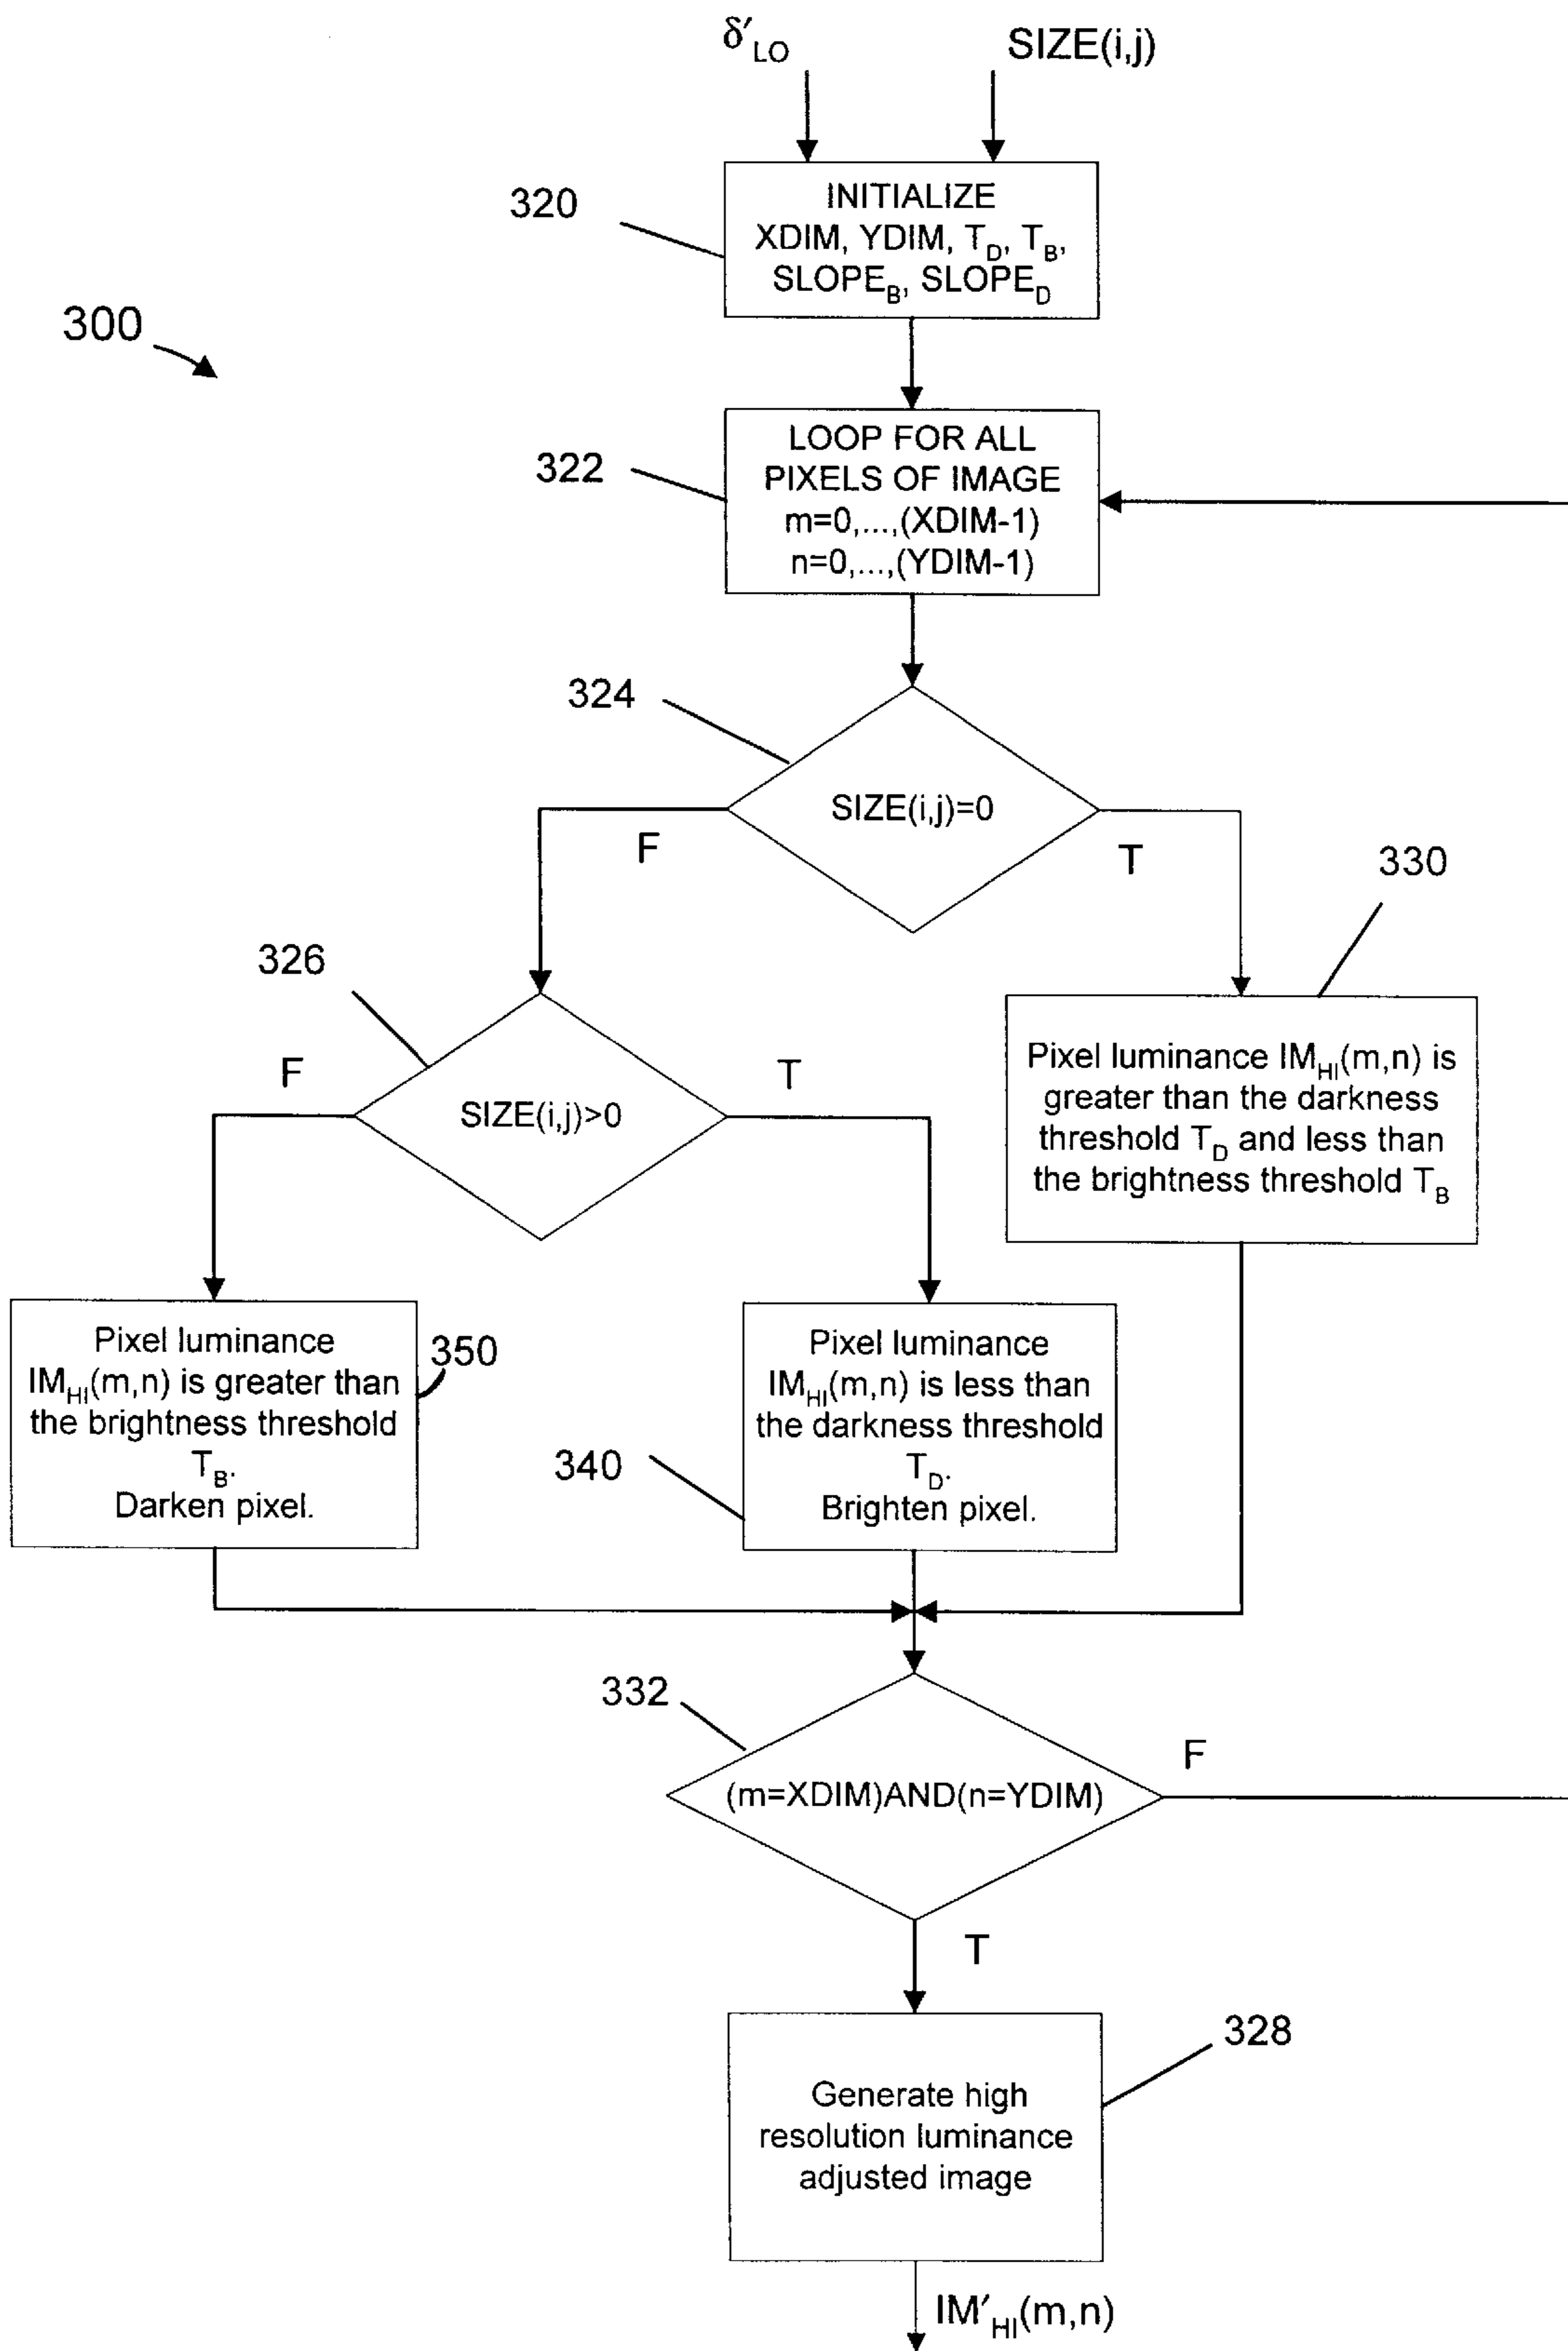 δ′LO
SIZE(i,j)
320
INITIALIZE
XDIM, YDIM, TD, TB,
SLOPEB, SLOPED
300
322
LOOP FOR ALL
PIXELS OF IMAGE
m=0,...,(XDIM-1)
n=0,...,(YDIM-1)
324
SIZE(i,j)=0
F
T
330
326
F
T
SIZE(i,j)>0
Pixel luminance IMHI(m,n) is
greater than the darkness
threshold TD and less than
the brightness threshold TB
Pixel luminance
IMHI(m,n) is greater than
the brightness threshold
TB.
Darken pixel.
350
340
Pixel luminance
IMHI(m,n) is less than
the darkness threshold
TD.
Brighten pixel.
332
(m=XDIM)AND(n=YDIM)
F
T
328
Generate high
resolution luminance
adjusted image
IM′HI(m,n)